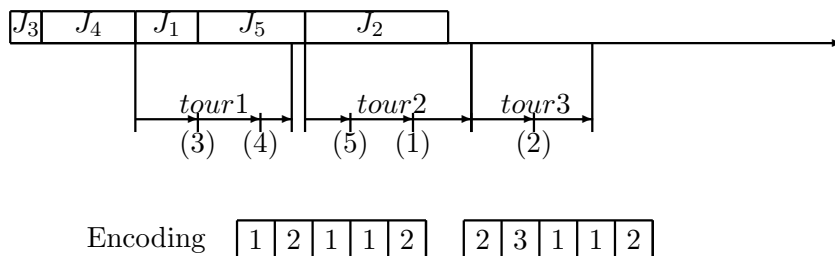 J3 J4 J1 J5 J2
tour1 tour2 tour3
(3) (4) (5) (1) (2)
Encoding 1 2 1 1 2 2 3 1 1 2